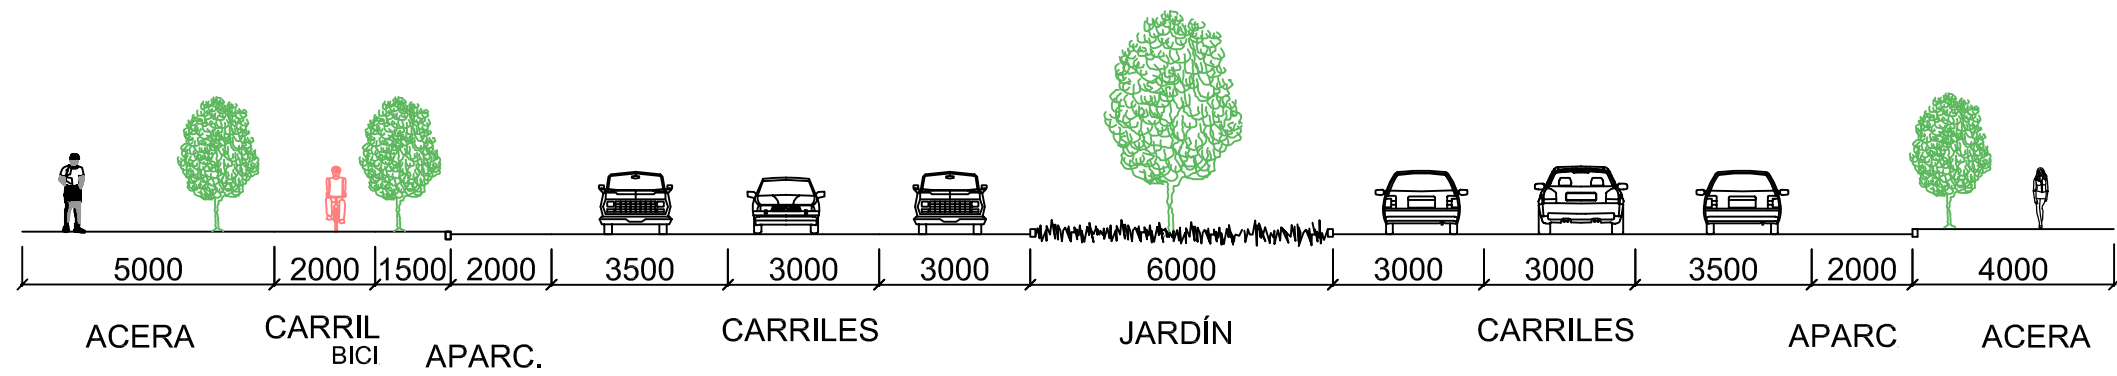 5000 2000 1500 2000 3500 3000 3000 6000 3000 3000 3500 2000 4000
ACERA CARRIL BICI APARC. CARRILES JARDÍN CARRILES APARC ACERA